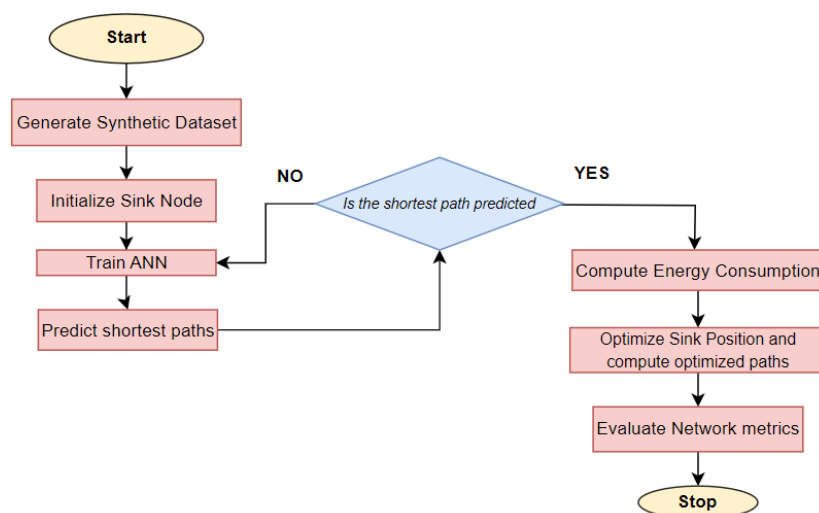 Start
Generate Synthetic Dataset
Initialize Sink Node
Train ANN
Predict shortest paths
NO
Is the shortest path predicted
YES
Compute Energy Consumption
Optimize Sink Position and
compute optimized paths
Evaluate Network metrics
Stop